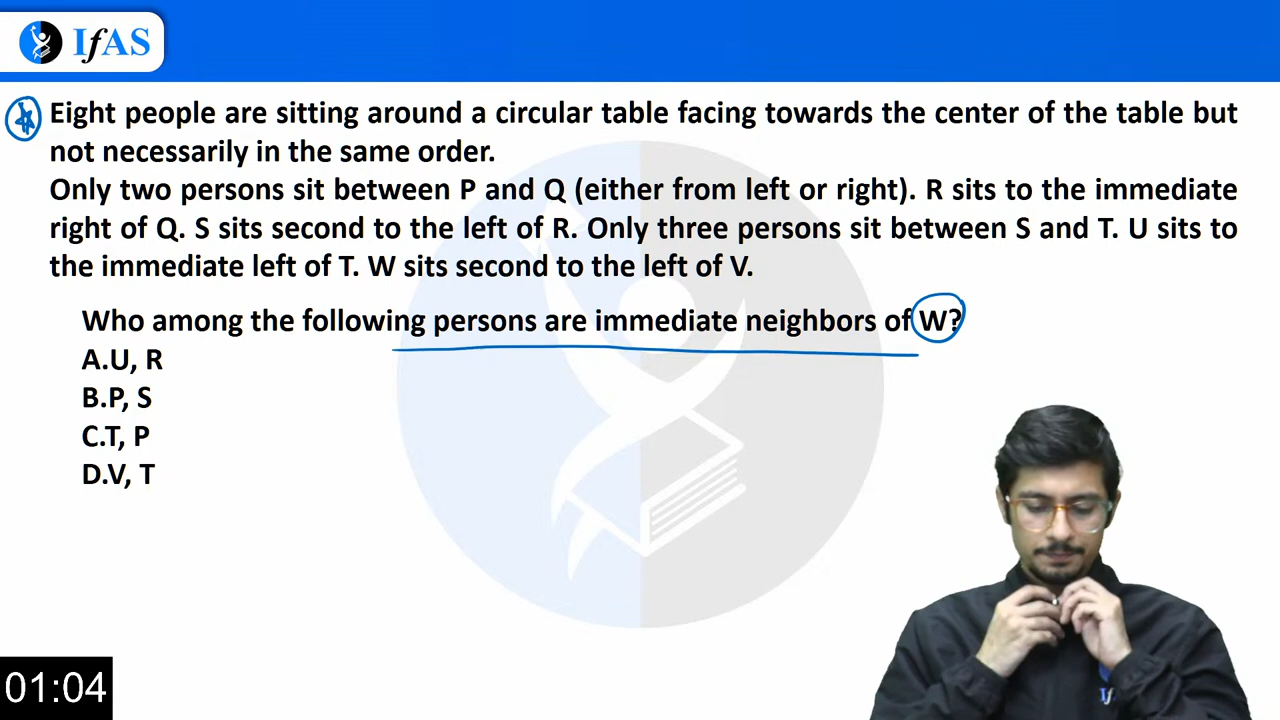 IfAS
Eight people are sitting around a circular table facing towards the center of the table but
not necessarily in the same order.
Only two persons sit between P and Q (either from left or right). R sits to the immediate
right of Q. S sits second to the left of R. Only three persons sit between S and T. U sits to
the immediate left of T. W sits second to the left of V.
Who among the following persons are immediate neighbors of W?
A.U, R
B.P, S
C.T, P
D.V, T
01:04